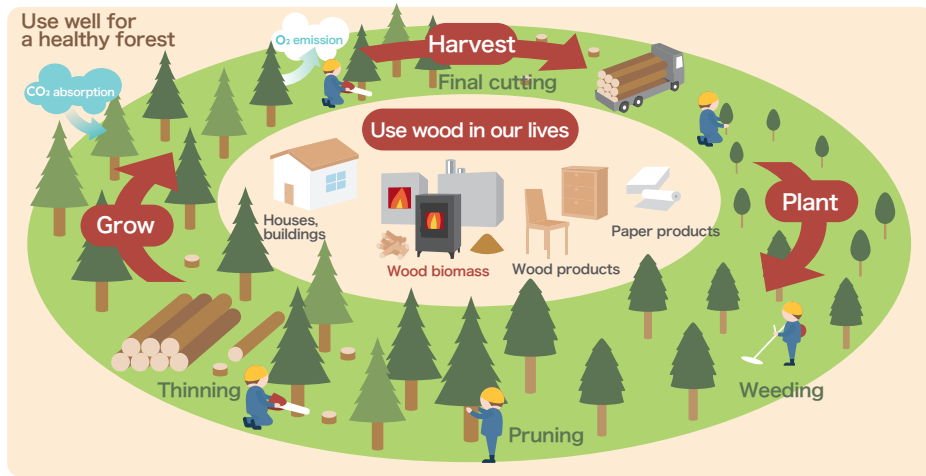 Use well for
a healthy forest
O₂ emission
Harvest
Final cutting
CO₂ absorption
Use wood in our lives
Grow
Plant
Houses,
buildings
Wood biomass
Wood products
Paper products
Thinning
Weeding
Pruning